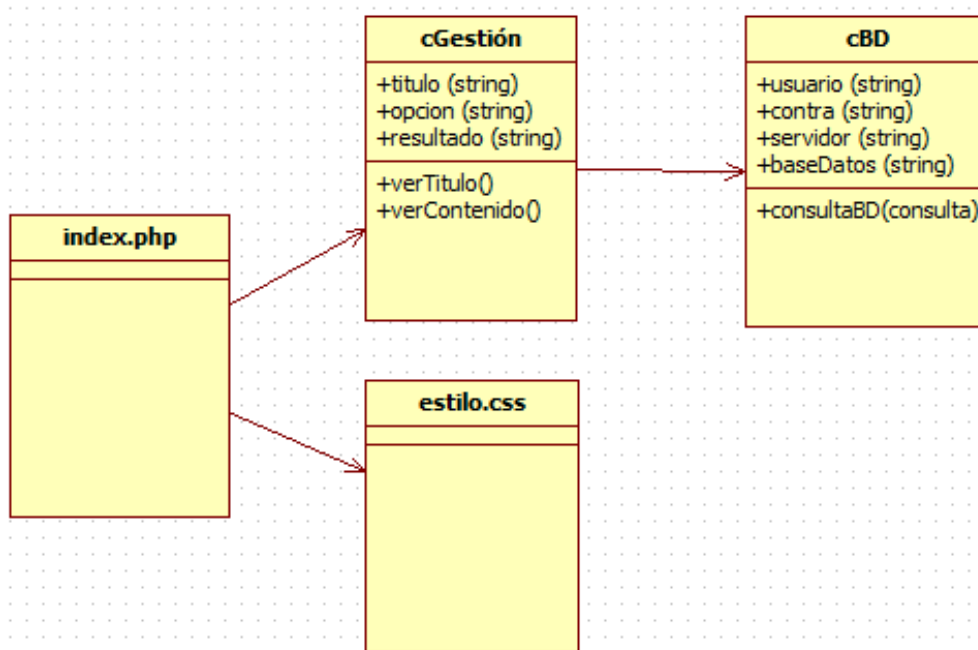 cGestión
+titulo (string)
+opcion (string)
+resultado (string)
+verTitulo()
+verContenido()
cBD
+usuario (string)
+contra (string)
+servidor (string)
+baseDatos (string)
+consultaBD(consulta)
index.php
estilo.css